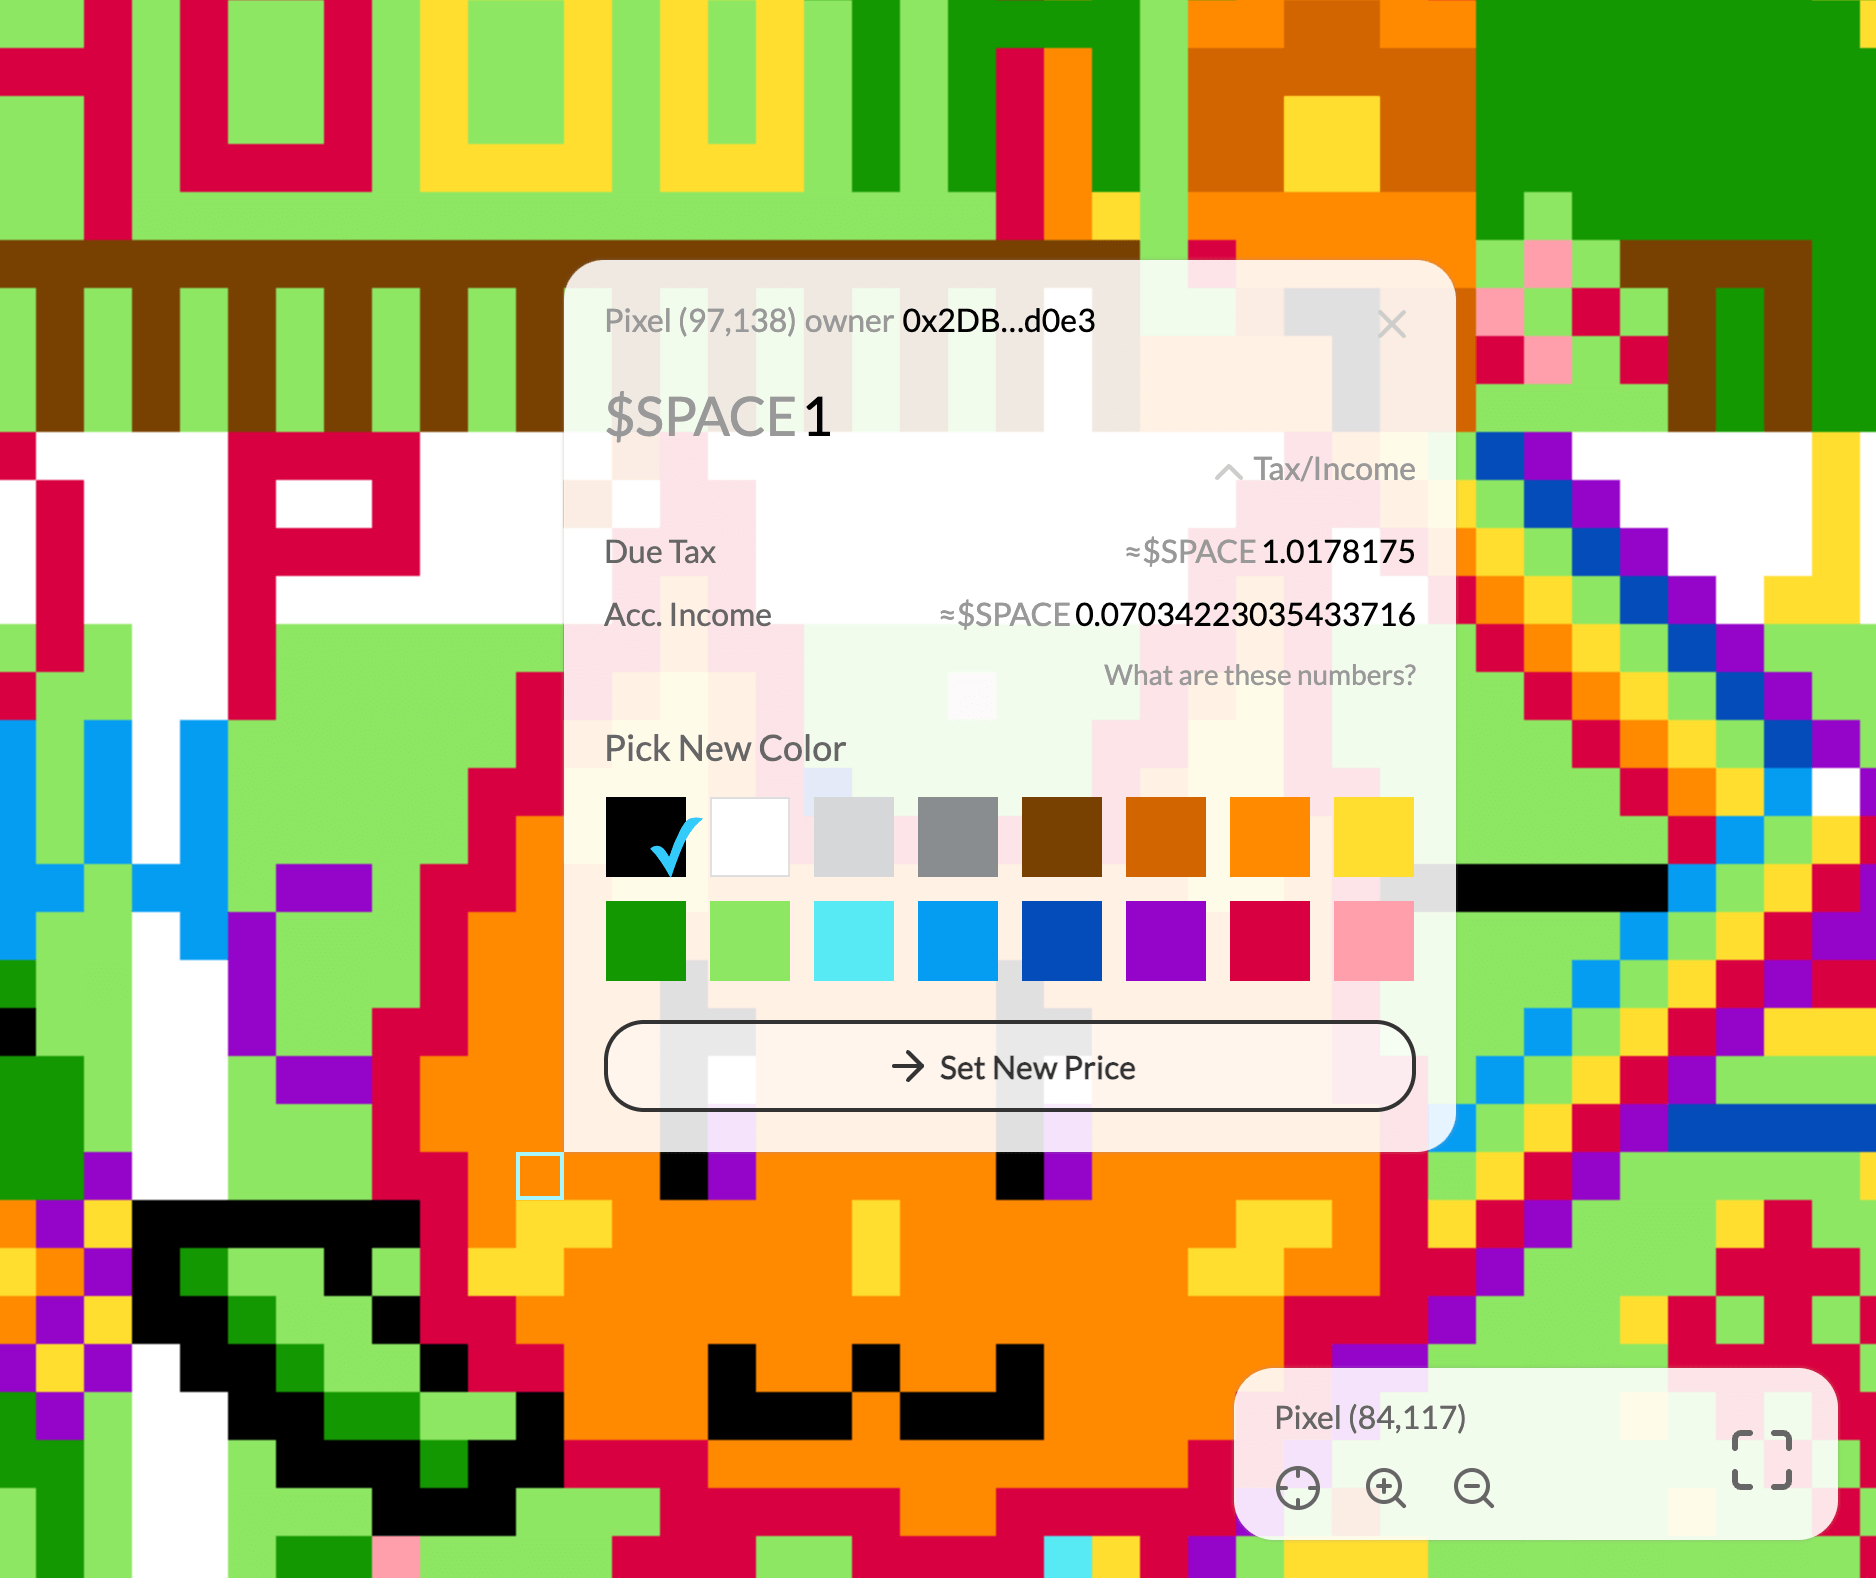 Pixel (97,138) owner 0x2DB...d0e3
$SPACE 1
Tax/Income
Due Tax ≈$SPACE 1.0178175
Acc. Income ≈$SPACE 0.07034223035433716
What are these numbers?
Pick New Color
→ Set New Price
Pixel (84,117)